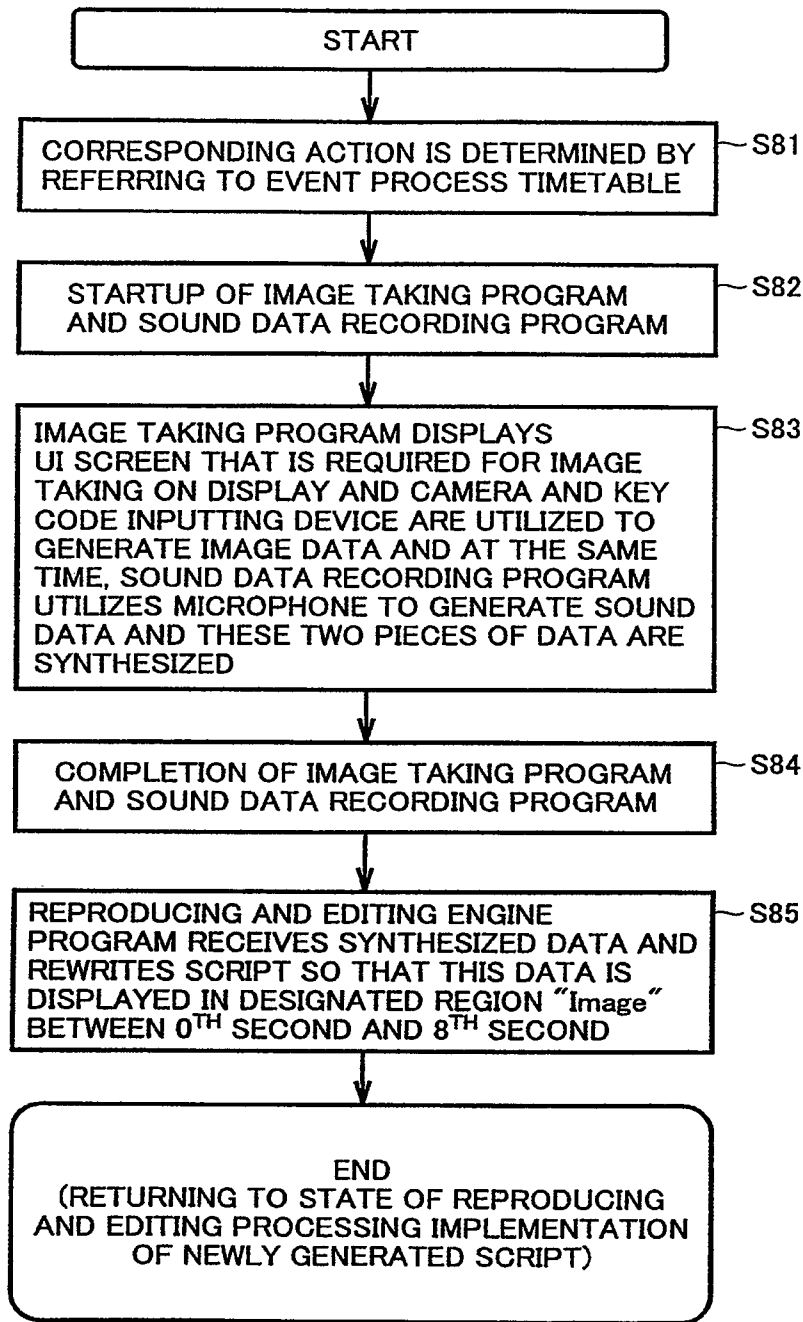 START
CORRESPONDING ACTION IS DETERMINED BY
REFERRING TO EVENT PROCESS TIMETABLE
S81
STARTUP OF IMAGE TAKING PROGRAM
AND SOUND DATA RECORDING PROGRAM
S82
IMAGE TAKING PROGRAM DISPLAYS
UI SCREEN THAT IS REQUIRED FOR IMAGE
TAKING ON DISPLAY AND CAMERA AND KEY
CODE INPUTTING DEVICE ARE UTILIZED TO
GENERATE IMAGE DATA AND AT THE SAME
TIME, SOUND DATA RECORDING PROGRAM
UTILIZES MICROPHONE TO GENERATE SOUND
DATA AND THESE TWO PIECES OF DATA ARE
SYNTHESIZED
S83
COMPLETION OF IMAGE TAKING PROGRAM
AND SOUND DATA RECORDING PROGRAM
S84
REPRODUCING AND EDITING ENGINE
PROGRAM RECEIVES SYNTHESIZED DATA AND
REWRITES SCRIPT SO THAT THIS DATA IS
DISPLAYED IN DESIGNATED REGION "Image"
BETWEEN 0TH SECOND AND 8TH SECOND
S85
END
(RETURNING TO STATE OF REPRODUCING
AND EDITING PROCESSING IMPLEMENTATION
OF NEWLY GENERATED SCRIPT)